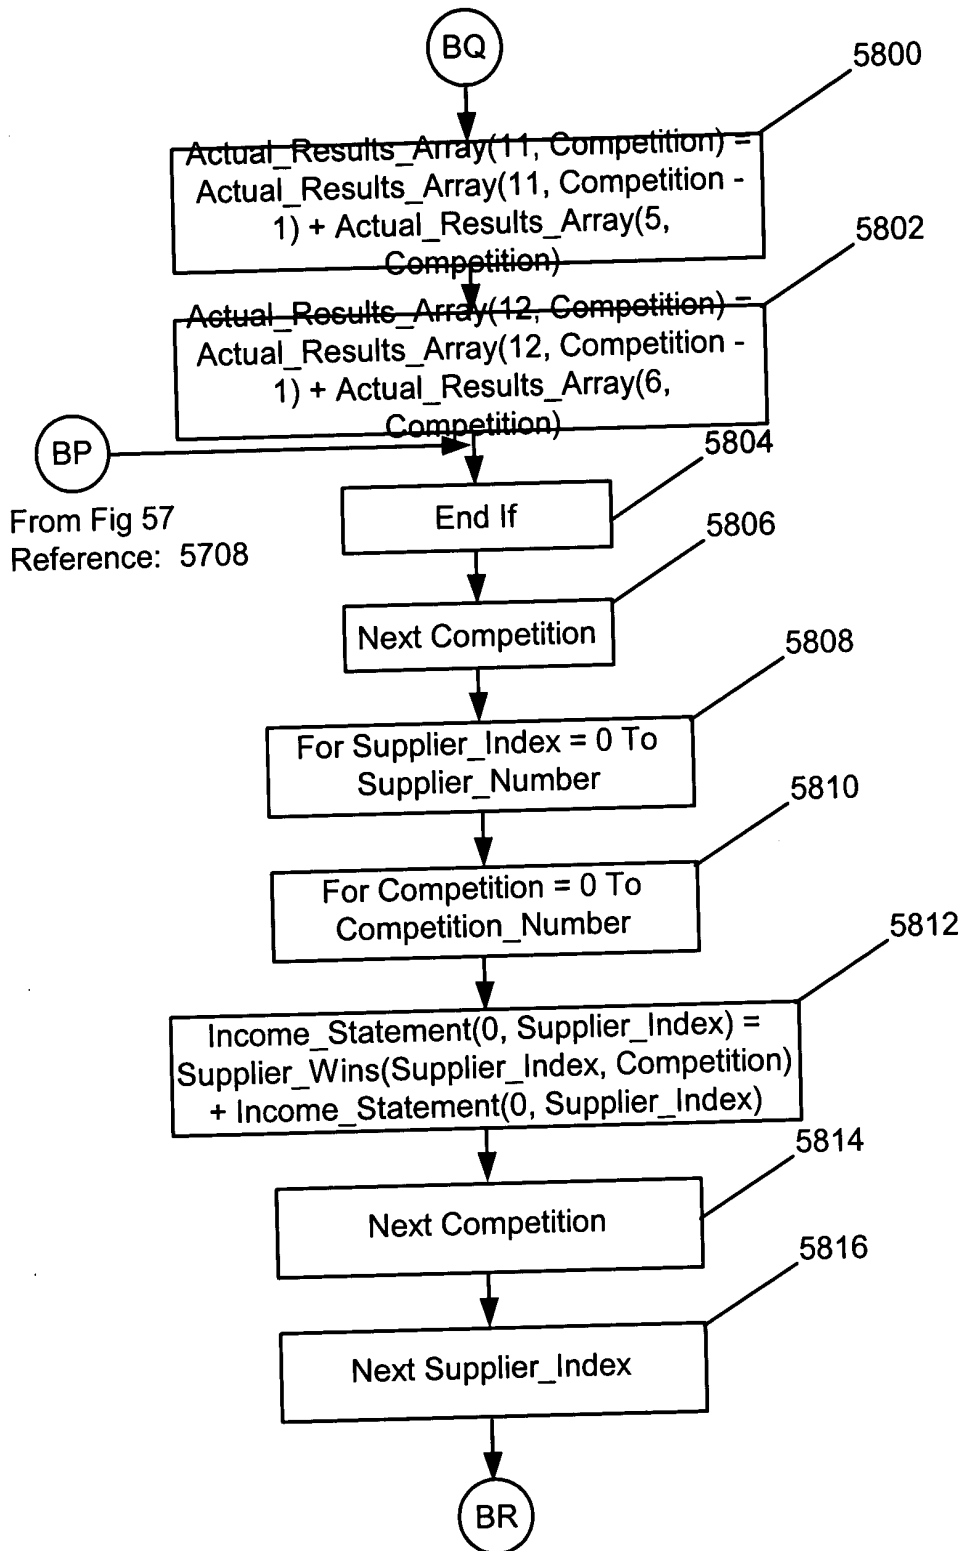 BQ
5800
Actual_Results_Array(11, Competition) =
Actual_Results_Array(11, Competition -
1) + Actual_Results_Array(5,
Competition)
5802
Actual_Results_Array(12, Competition) =
Actual_Results_Array(12, Competition -
1) + Actual_Results_Array(6,
Competition)
BP
From Fig 57
Reference: 5708
5804
End If
5806
Next Competition
5808
For Supplier_Index = 0 To
Supplier_Number
5810
For Competition = 0 To
Competition_Number
5812
Income_Statement(0, Supplier_Index) =
Supplier_Wins(Supplier_Index, Competition)
+ Income_Statement(0, Supplier_Index)
5814
Next Competition
5816
Next Supplier_Index
BR